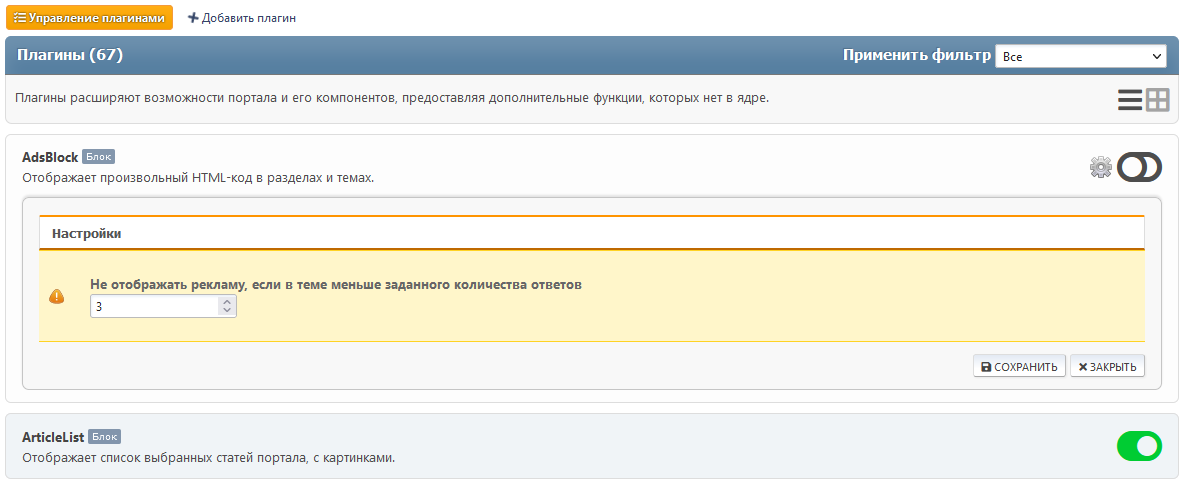 Управление плагинами Добавить плагин
Плагины (67) Применить фильтр Все
Плагины расширяют возможности портала и его компонентов, предоставляя дополнительные функции, которых нет в ядре.
AdsBlock Блок
Отображает произвольный HTML-код в разделах и темах.
Настройки
Не отображать рекламу, если в теме меньше заданного количества ответов
3
СОХРАНИТЬ ЗАКРЫТЬ
ArticleList Блок
Отображает список выбранных статей портала, с картинками.